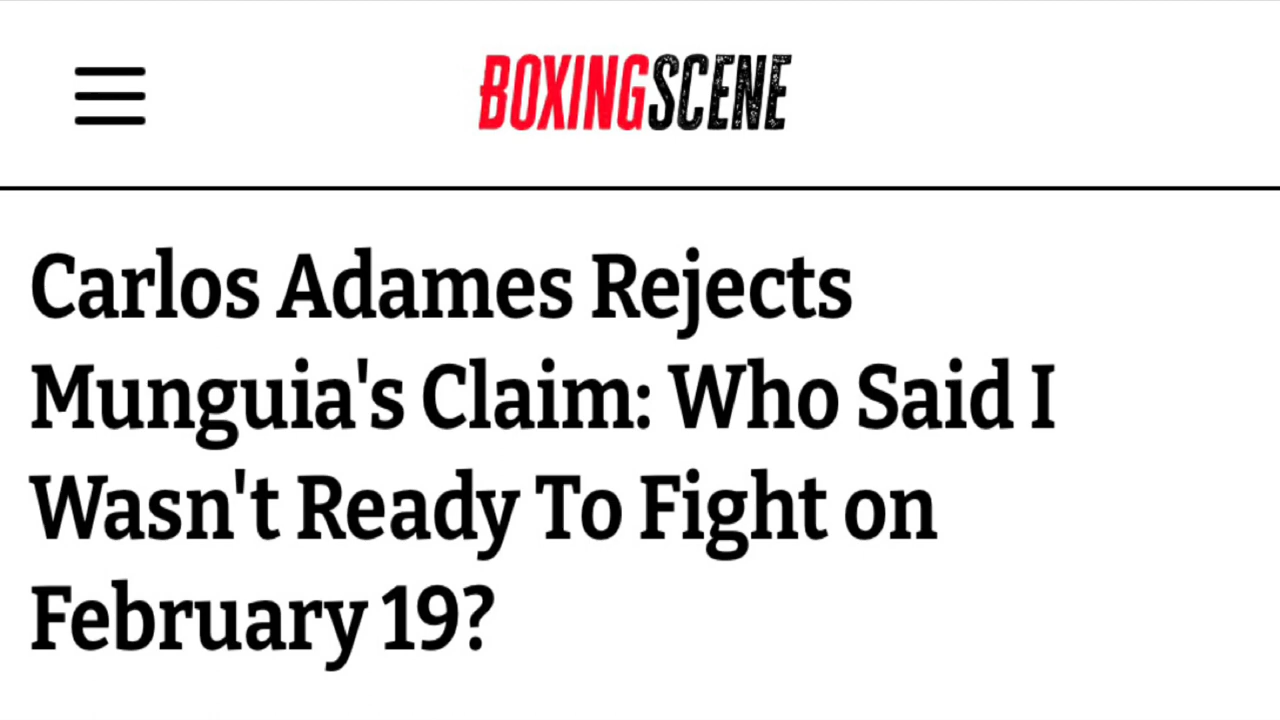 BOXINGSCENE
Carlos Adames Rejects
Munguia's Claim: Who Said I
Wasn't Ready To Fight on
February 19?